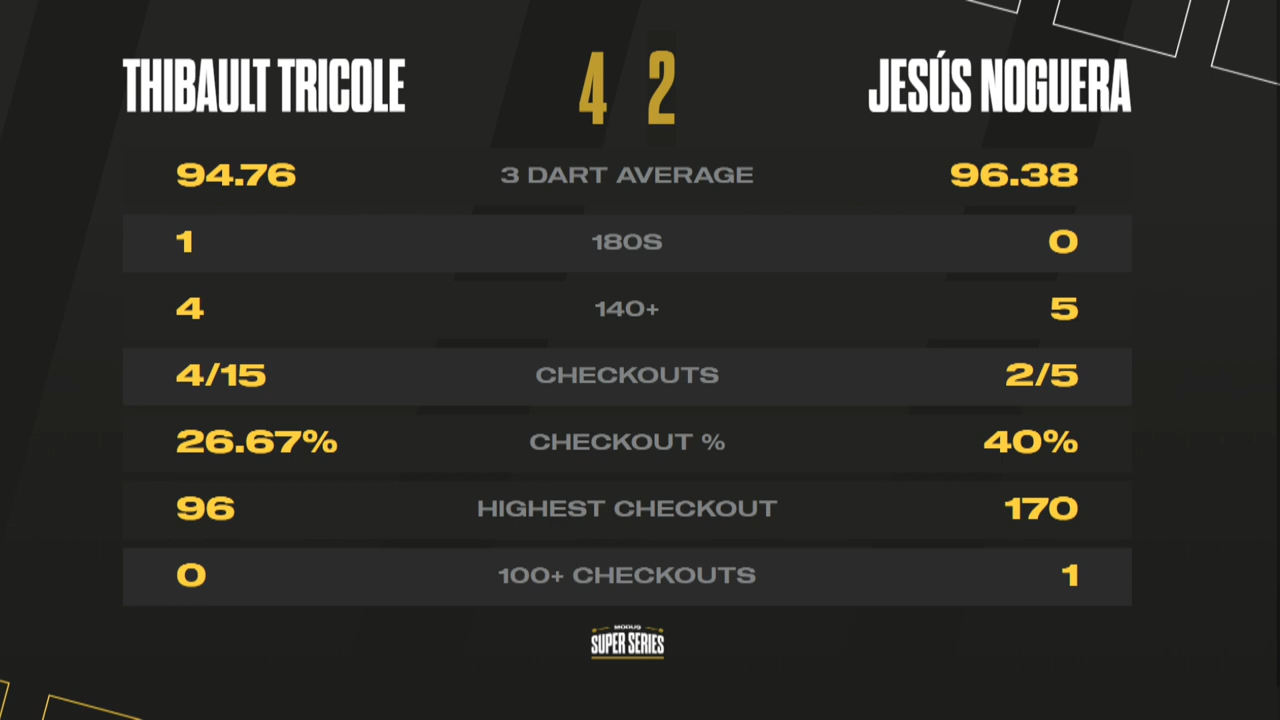 THIBAULT TRICOLE 4 2 JESÚS NOGUERA
94.76 3 DART AVERAGE 96.38
1 180S 0
4 140+ 5
4/15 CHECKOUTS 2/5
26.67% CHECKOUT % 40%
96 HIGHEST CHECKOUT 170
0 100+ CHECKOUTS 1
MODUS
SUPER SERIES